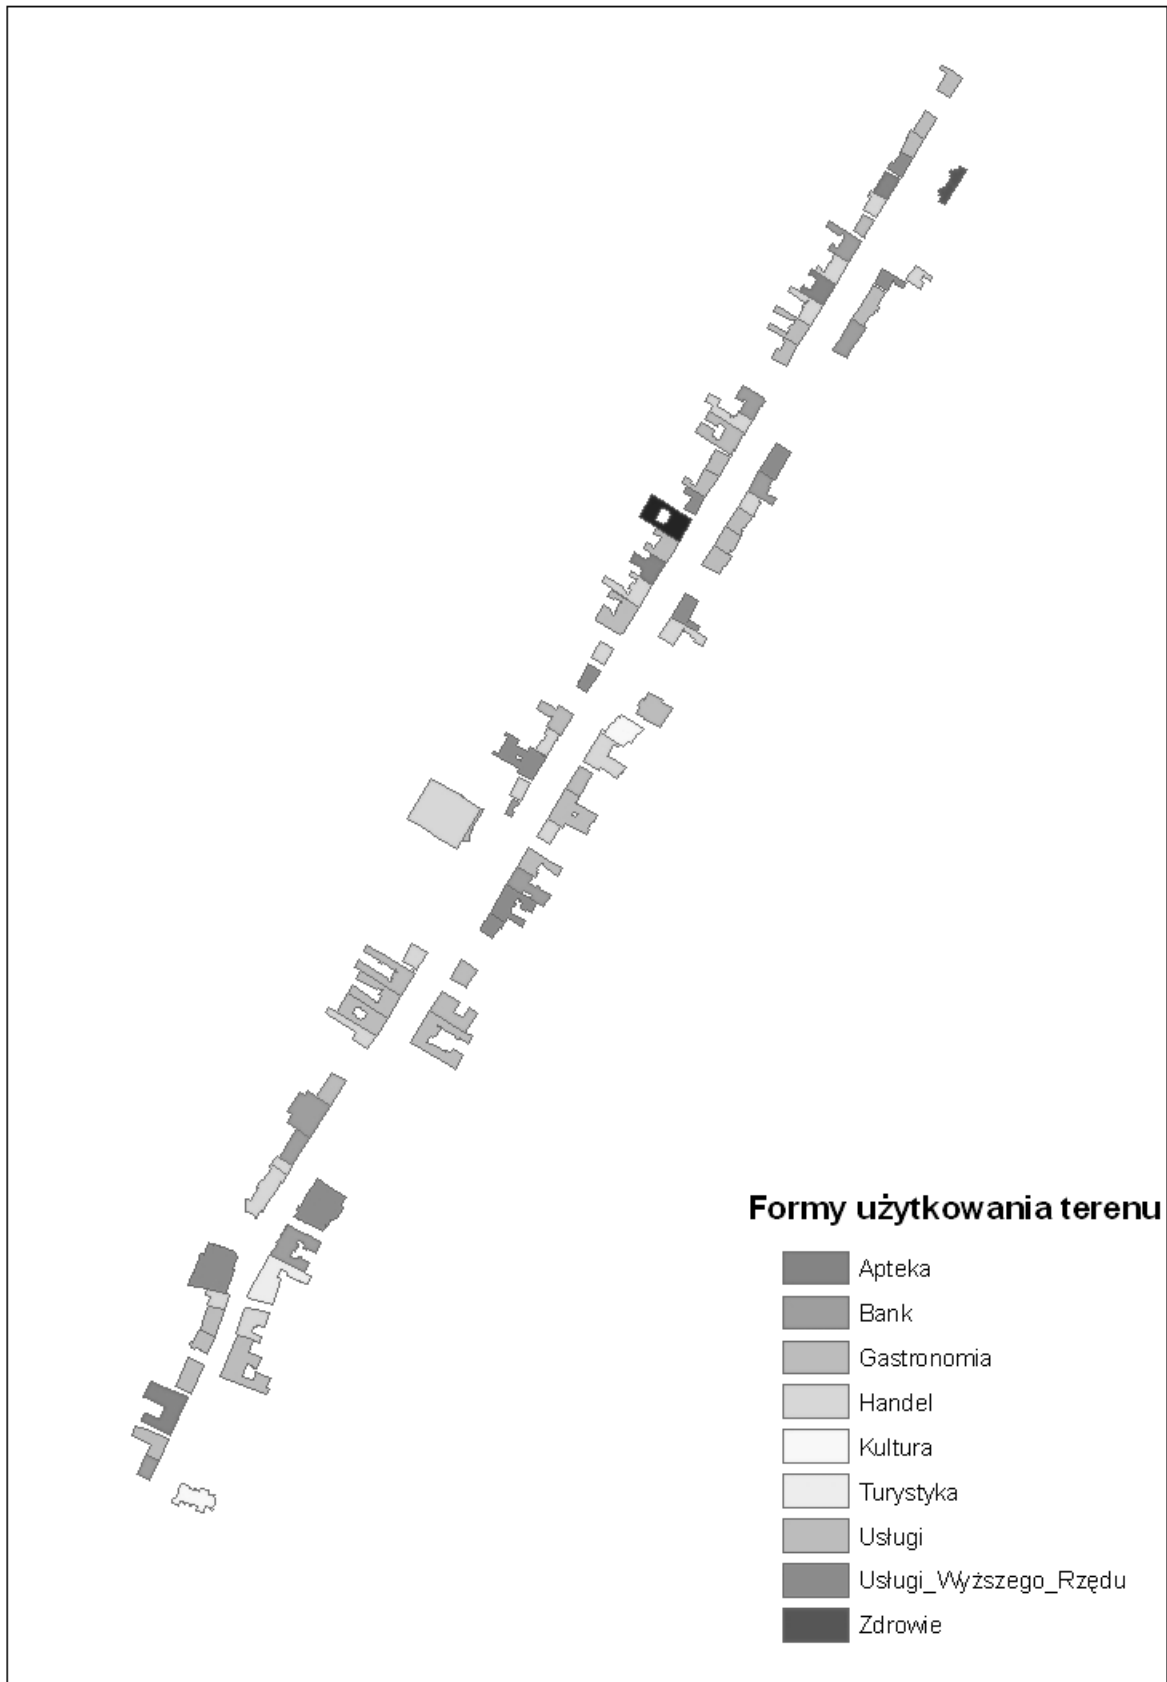 Formy użytkowania terenu
Apteka
Bank
Gastronomia
Handel
Kultura
Turystyka
Usługi
Usługi_Wyższego_Rzędu
Zdrowie